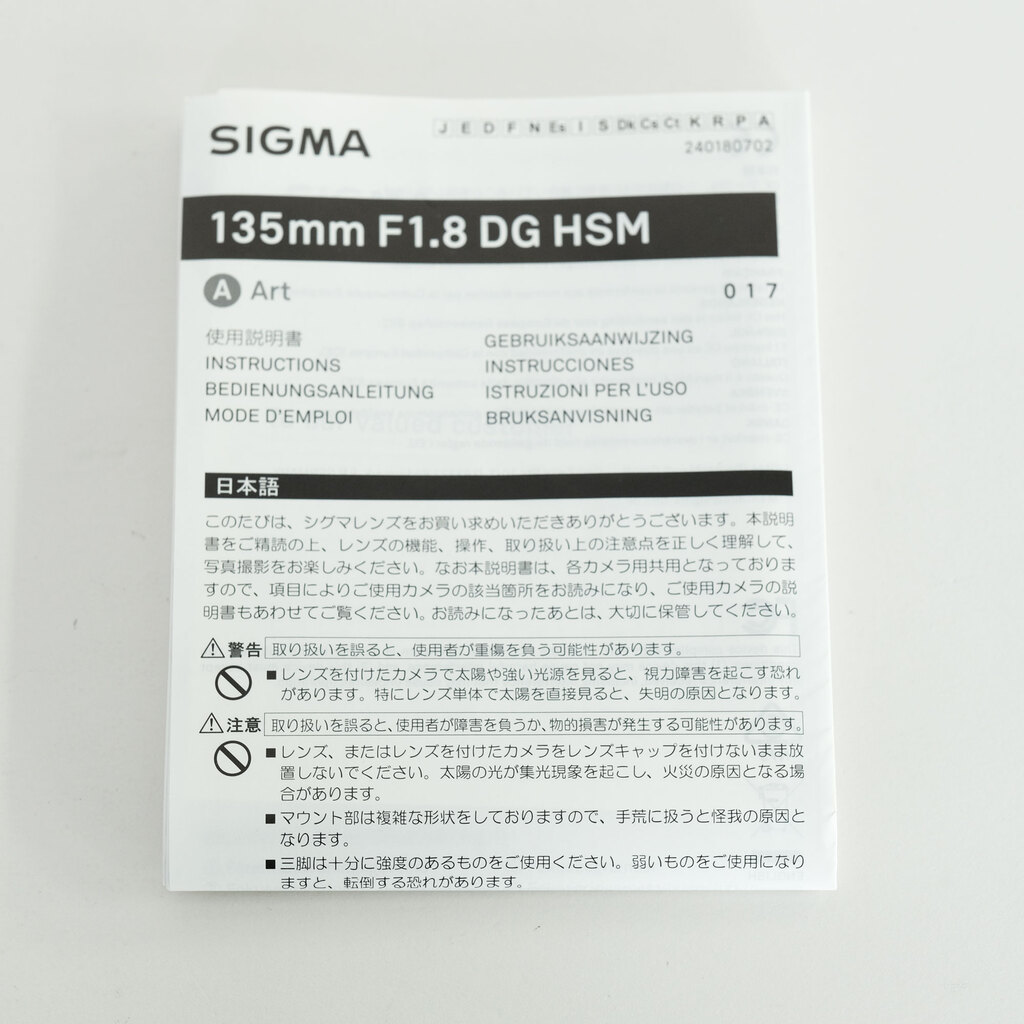 SIGMA
J E D F N Es I S Dk Cs Ct K R P A
240180702
135mm F1.8 DG HSM
A Art
017
使用説明書
INSTRUCTIONS
BEDIENUNGSANLEITUNG
MODE D'EMPLOI
GEBRUIKSAANWIJZING
INSTRUCCIONES
ISTRUZIONI PER L'USO
BRUKSANVISNING
日本語
このたびは、シグマレンズをお買い求めいただきありがとうございます。本説明
書をご精読の上、レンズの機能、操作、取り扱い上の注意点を正しく理解して、
写真撮影をお楽しみください。なお本説明書は、各カメラ用共用となっておりま
すので、項目によりご使用カメラの該当箇所をお読みになり、ご使用カメラの説
明書もあわせてご覧ください。お読みになったあとは、大切に保管してください。
警告 取り扱いを誤ると、使用者が重傷を負う可能性があります。
■レンズを付けたカメラで太陽や強い光源を見ると、視力障害を起こす恐れ
があります。特にレンズ単体で太陽を直接見ると、失明の原因となります。
注意 取り扱いを誤ると、使用者が障害を負うか、物的損害が発生する可能性があります。
■レンズ、またはレンズを付けたカメラをレンズキャップを付けないまま放
置しないでください。太陽の光が集光現象を起こし、火災の原因となる場
合があります。
■マウント部は複雑な形状をしておりますので、手荒に扱うと怪我の原因と
なります。
■三脚は十分に強度のあるものをご使用ください。弱いものをご使用になり
ますと、転倒する恐れがあります。